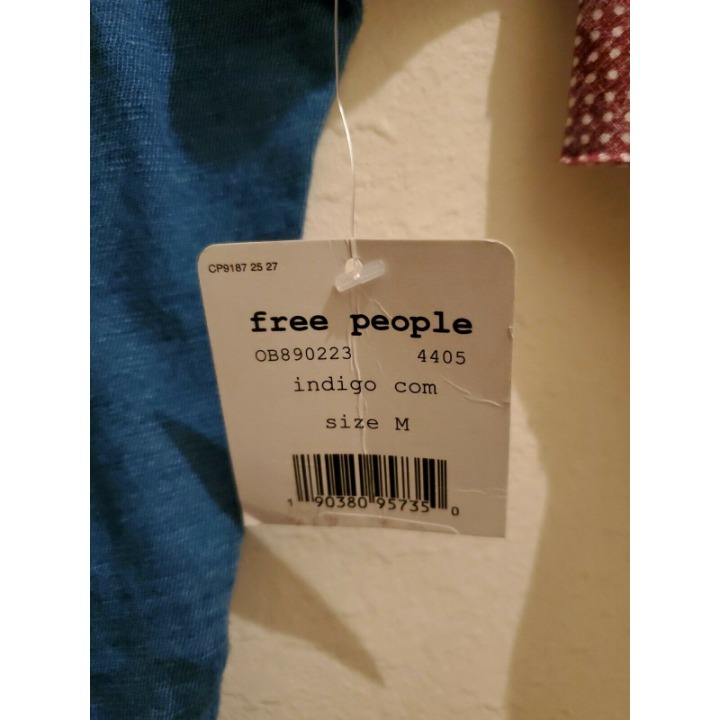 CP9187 25 27
free people
OB890223 4405
indigo com
size M
1 90380 95735 0